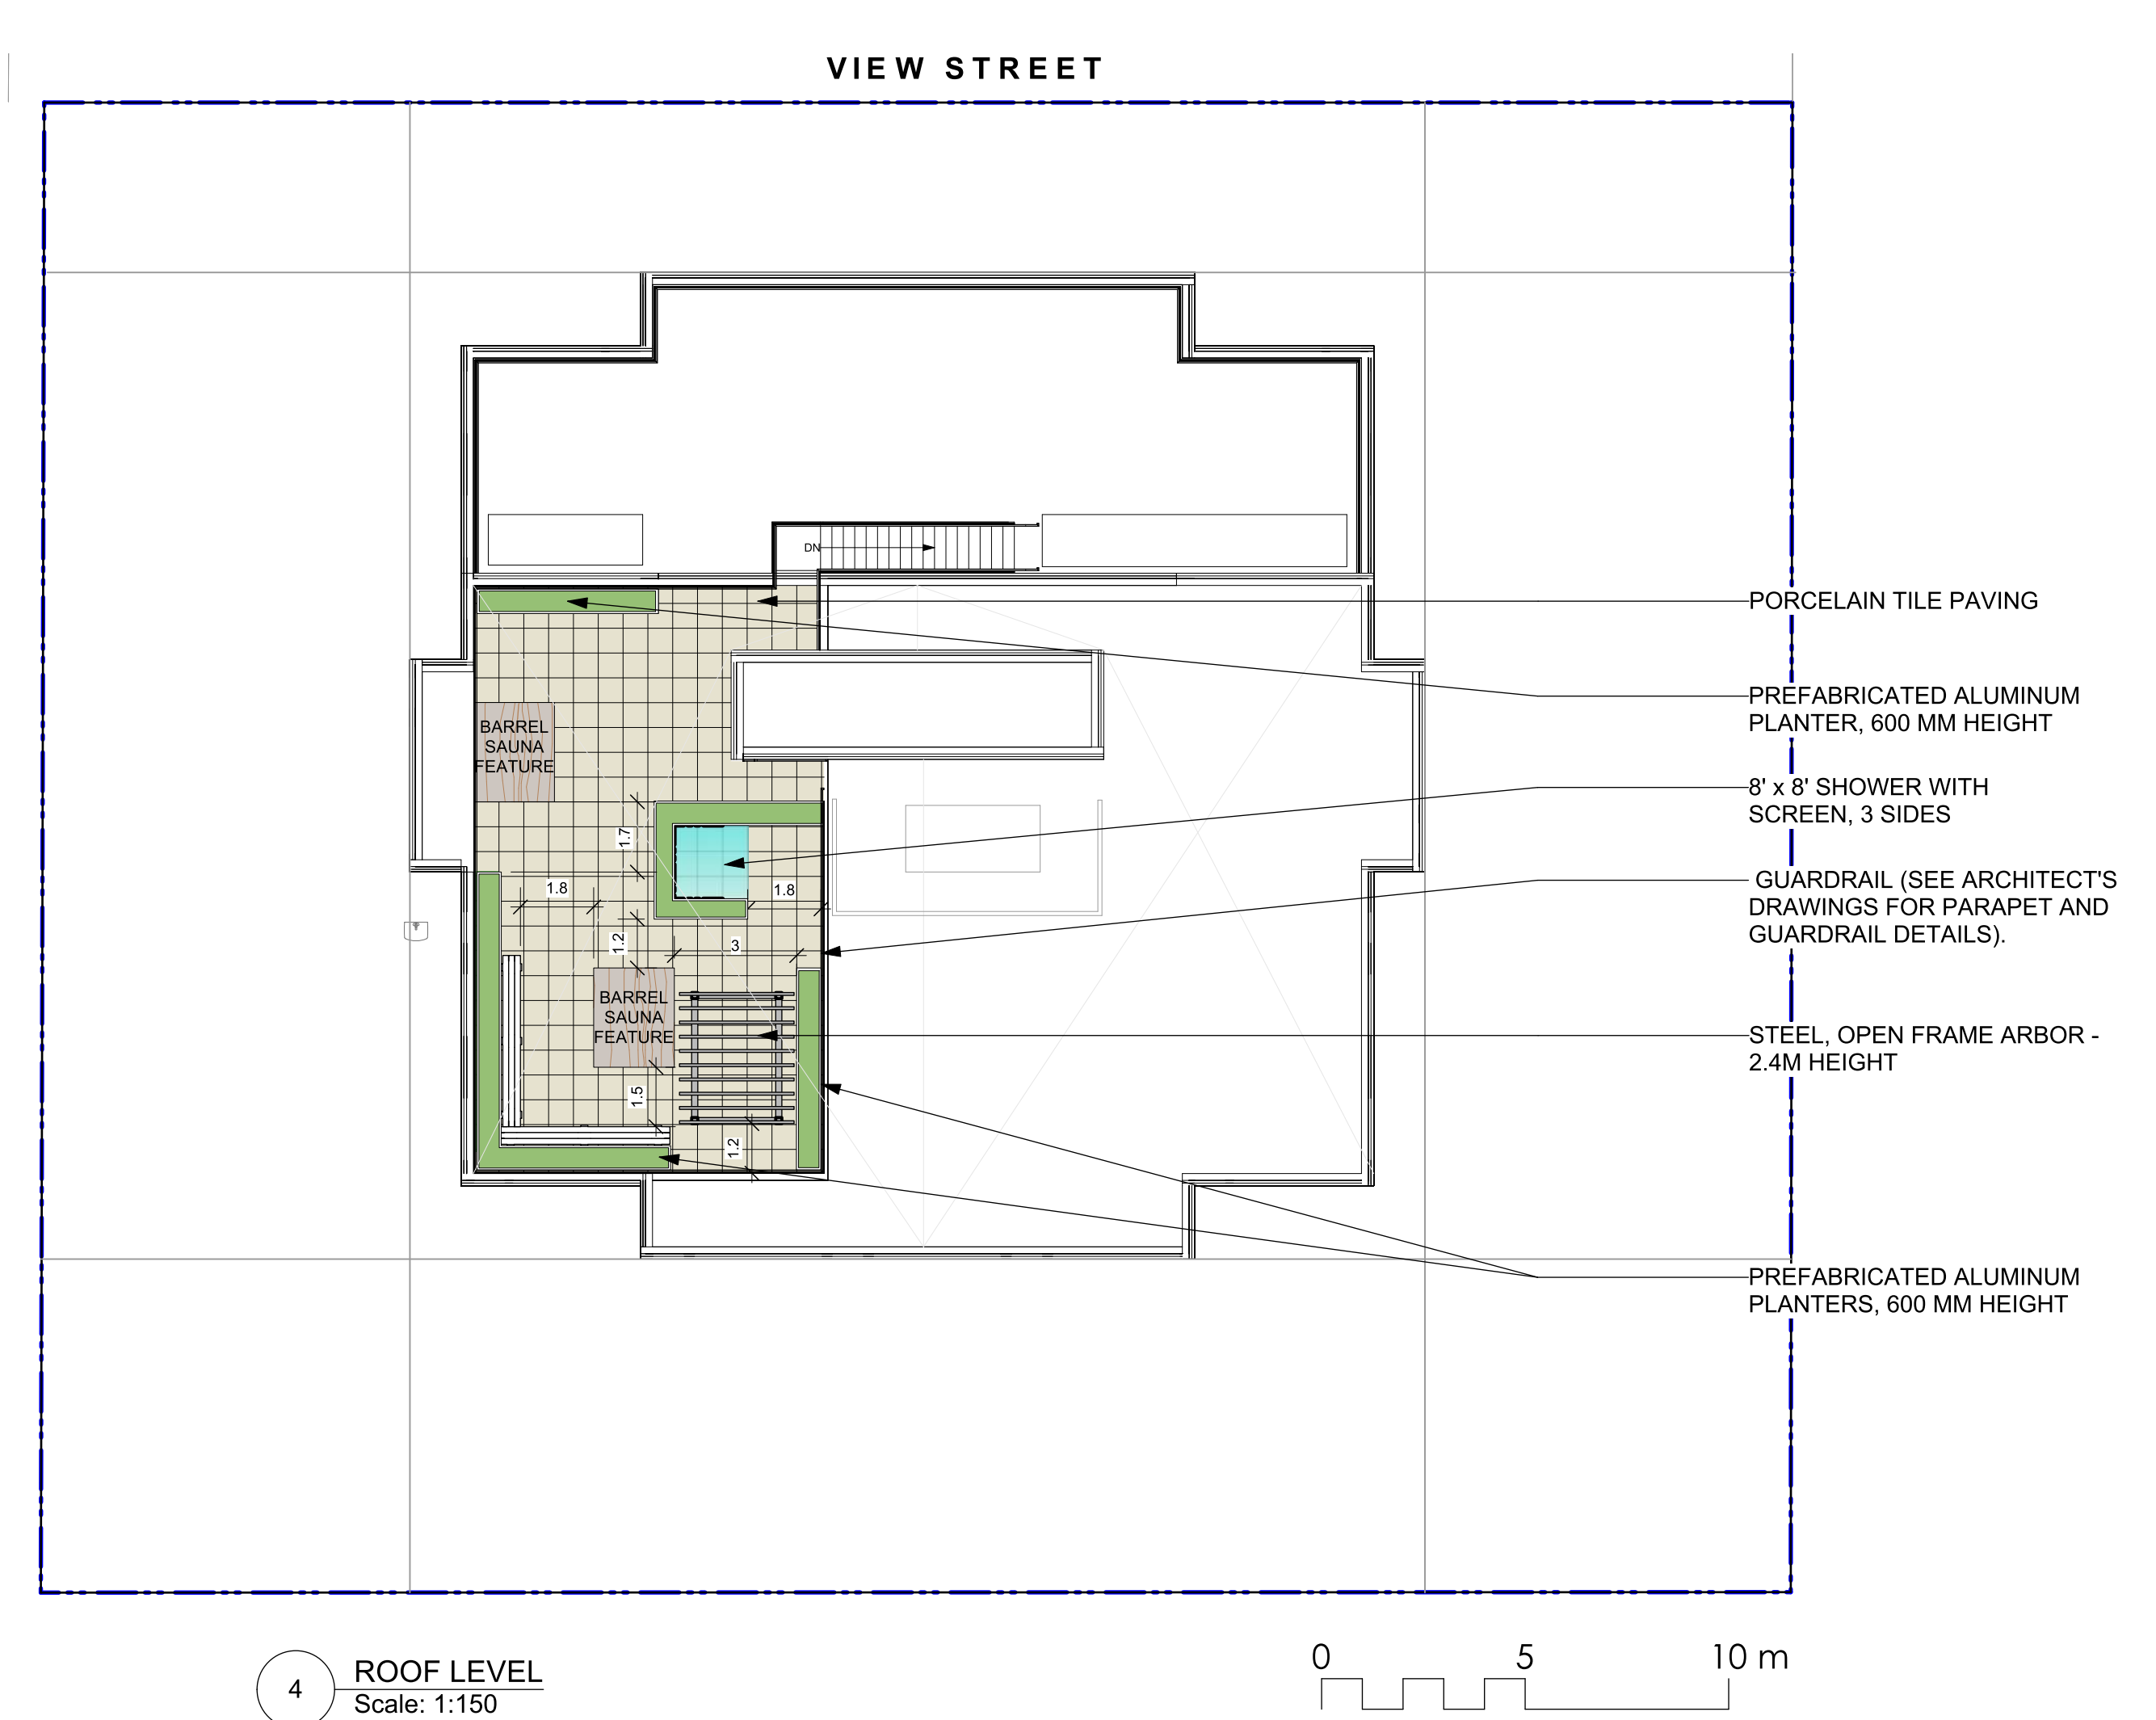 VIEW STREET
DN
PORCELAIN TILE PAVING
PREFABRICATED ALUMINUM
PLANTER, 600 MM HEIGHT
BARREL
SAUNA
FEATURE
8' x 8' SHOWER WITH
SCREEN, 3 SIDES
1.7
1.8
1.8
GUARDRAIL (SEE ARCHITECT'S
DRAWINGS FOR PARAPET AND
GUARDRAIL DETAILS).
1.2
3
BARREL
SAUNA
FEATURE
STEEL, OPEN FRAME ARBOR -
2.4M HEIGHT
1.5
1.2
PREFABRICATED ALUMINUM
PLANTERS, 600 MM HEIGHT
4
ROOF LEVEL
Scale: 1:150
0 5 10 m